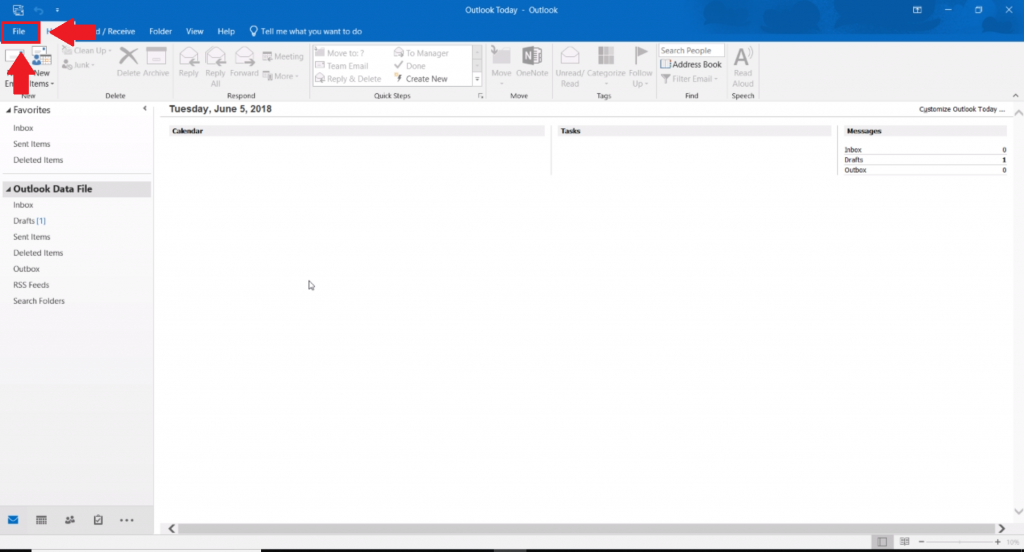 Outlook Today - Outlook
File
d / Receive
Folder
View
Help
Tell me what you want to do
New
Items
Clean Up
Junk
Delete
Archive
Delete
Reply
Reply All
Forward
Meeting
More
Respond
Move to: ?
Team Email
Reply & Delete
To Manager
Done
Create New
Quick Steps
Move
OneNote
Move
Unread/ Read
Categorize
Follow Up
Tags
Search People
Address Book
Filter Email
Find
Read Aloud
Speech
Favorites
Inbox
Sent Items
Deleted Items
Outlook Data File
Inbox
Drafts [1]
Sent Items
Deleted Items
Outbox
RSS Feeds
Search Folders
Tuesday, June 5, 2018
Customize Outlook Today ...
Calendar
Tasks
Messages
Inbox 0
Drafts 1
Outbox 0
10%